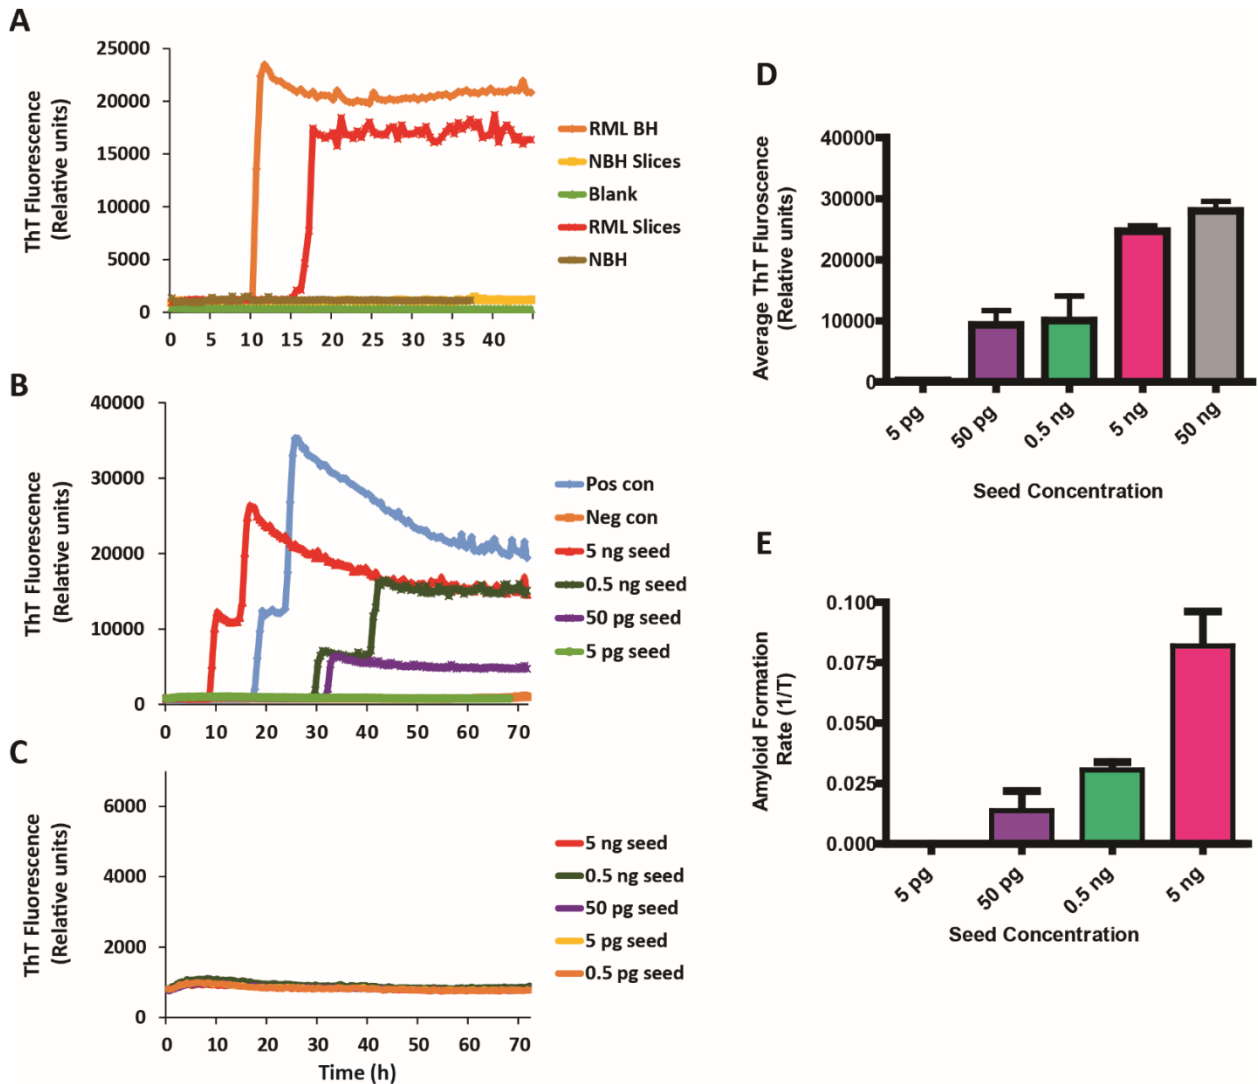 A
ThT Fluorescence
(Relative units)
25000
20000
15000
10000
5000
0
0 5 10 15 20 25 30 35 40
RML BH
NBH Slices
Blank
RML Slices
NBH
B
ThT Fluorescence
(Relative units)
40000
30000
20000
10000
0
0 10 20 30 40 50 60 70
Pos con
Neg con
5 ng seed
0.5 ng seed
50 pg seed
5 pg seed
C
ThT Fluorescence
(Relative units)
6000
4000
2000
0
0 10 20 30 40 50 60 70
Time (h)
5 ng seed
0.5 ng seed
50 pg seed
5 pg seed
0.5 pg seed
D
Average ThT Fluroscence
(Relative units)
40000
30000
20000
10000
0
5 pg 50 pg 0.5 ng 5 ng 50 ng
Seed Concentration
E
Amyloid Formation
Rate (1/T)
0.100
0.075
0.050
0.025
0.000
5 pg 50 pg 0.5 ng 5 ng
Seed Concentration